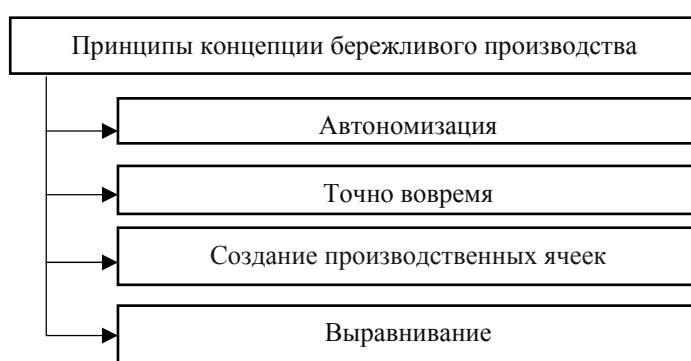 Принципы концепции бережливого производства
Автономизация
Точно вовремя
Создание производственных ячеек
Выравнивание